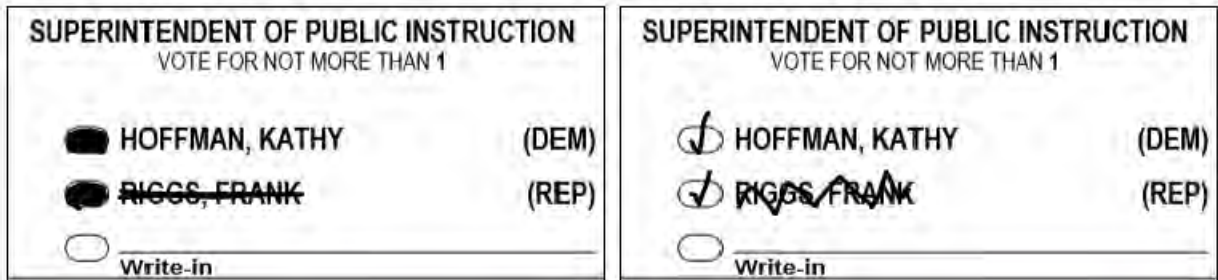 SUPERINTENDENT OF PUBLIC INSTRUCTION
VOTE FOR NOT MORE THAN 1
HOFFMAN, KATHY (DEM)
RIGGS, FRANK (REP)
Write-in
SUPERINTENDENT OF PUBLIC INSTRUCTION
VOTE FOR NOT MORE THAN 1
HOFFMAN, KATHY (DEM)
RIGGS, FRANK (REP)
Write-in